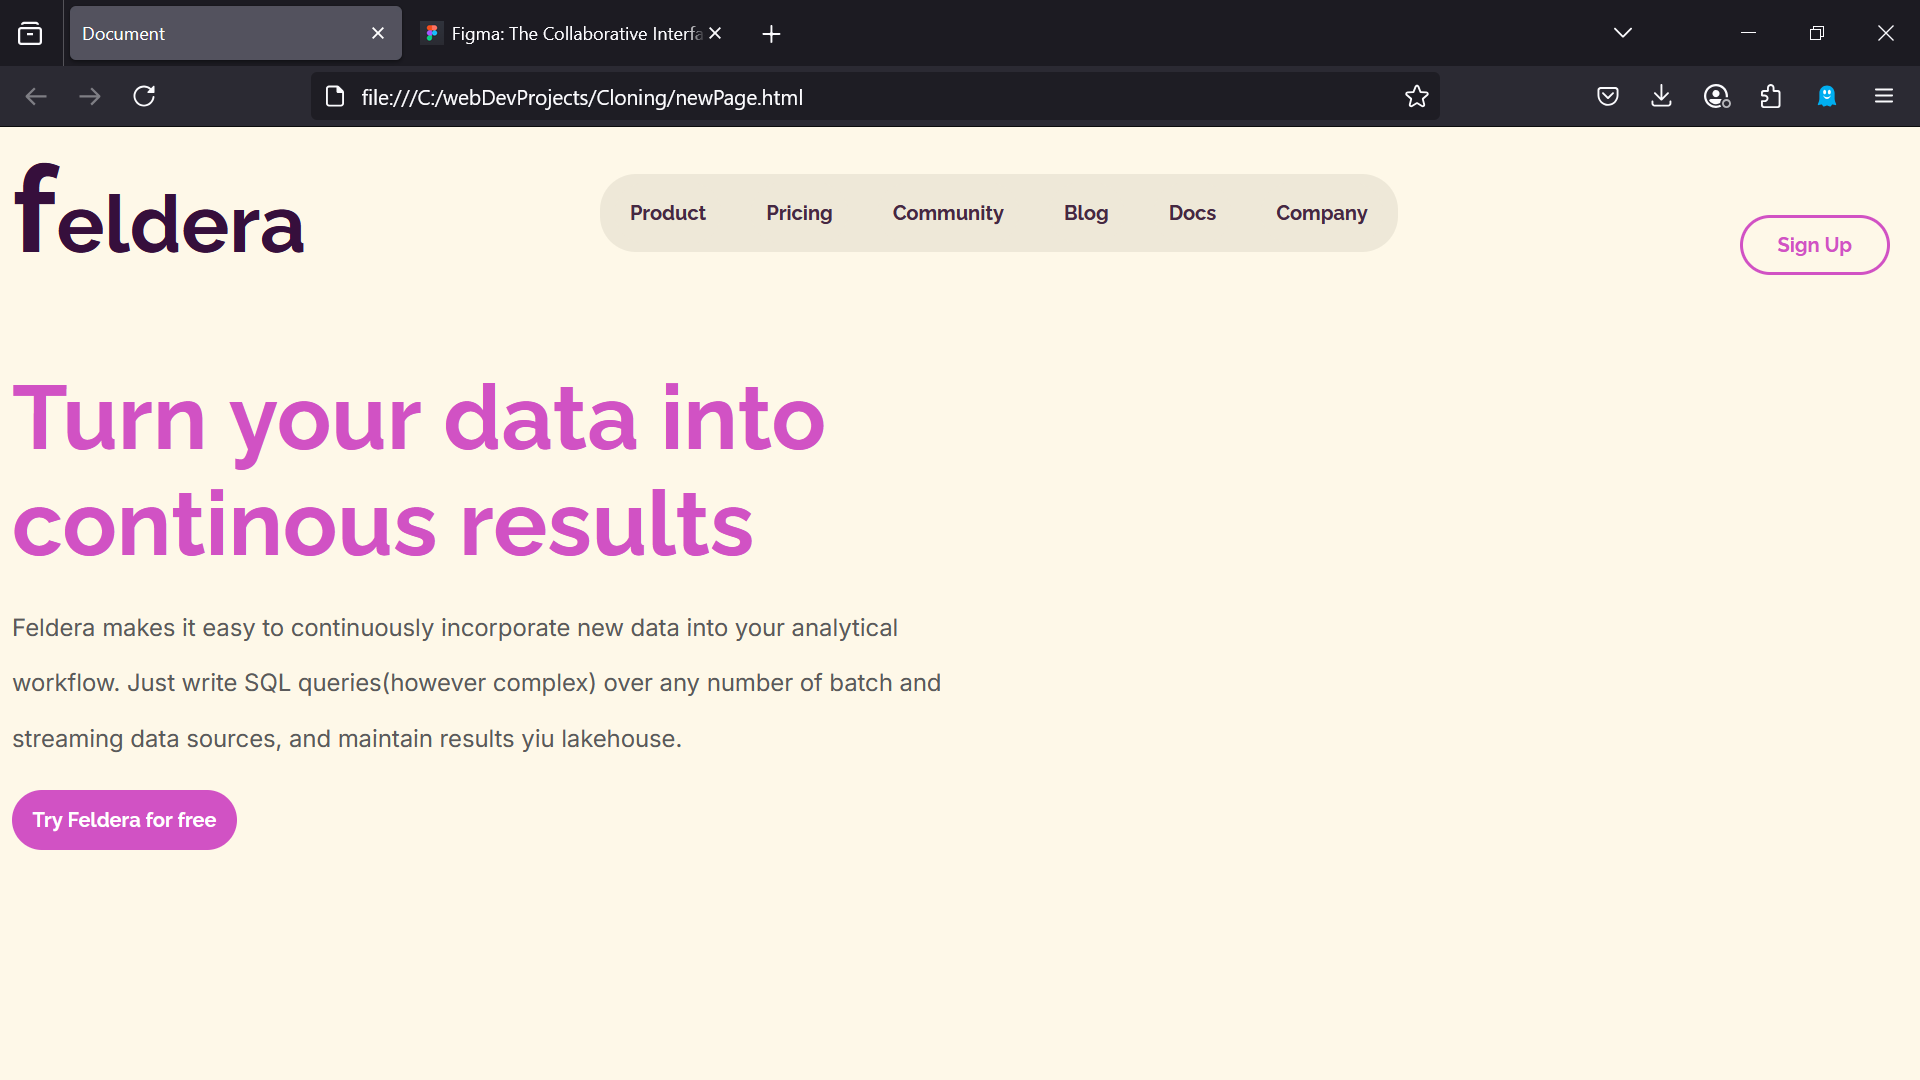 Document
Figma: The Collaborative Interfa
file:///C:/webDevProjects/Cloning/newPage.html
feldera
Product Pricing Community Blog Docs Company
Sign Up
Turn your data into
continous results
Feldera makes it easy to continuously incorporate new data into your analytical
workflow. Just write SQL queries(however complex) over any number of batch and
streaming data sources, and maintain results yiu lakehouse.
Try Feldera for free